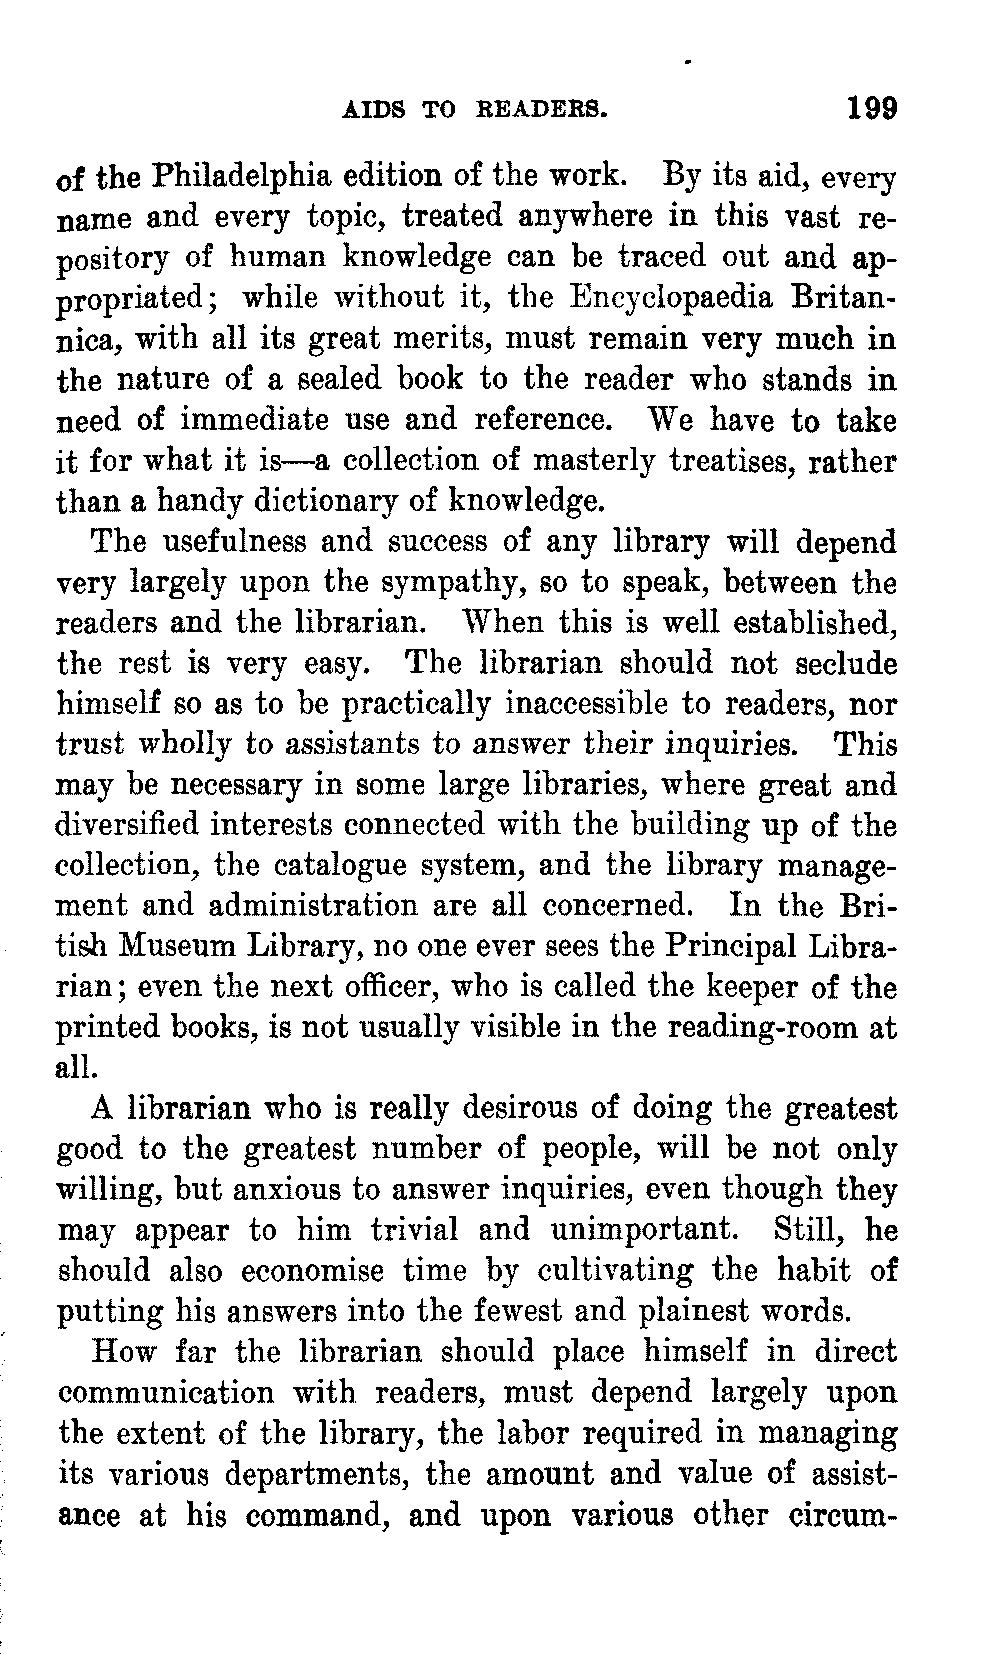 AIDS TO READERS. 199
of the Philadelphia edition of the work. By its aid, every
name and every topic, treated anywhere in this vast re-
pository of human knowledge can be traced out and ap-
propriated; while without it, the Encyclopaedia Britan-
nica, with all its great merits, must remain very much in
the nature of a sealed book to the reader who stands in
need of immediate use and reference. We have to take
it for what it is—a collection of masterly treatises, rather
than a handy dictionary of knowledge.
The usefulness and success of any library will depend
very largely upon the sympathy, so to speak, between the
readers and the librarian. When this is well established,
the rest is very easy. The librarian should not seclude
himself so as to be practically inaccessible to readers, nor
trust wholly to assistants to answer their inquiries. This
may be necessary in some large libraries, where great and
diversified interests connected with the building up of the
collection, the catalogue system, and the library manage-
ment and administration are all concerned. In the Bri-
tish Museum Library, no one ever sees the Principal Libra-
rian; even the next officer, who is called the keeper of the
printed books, is not usually visible in the reading-room at
all.
A librarian who is really desirous of doing the greatest
good to the greatest number of people, will be not only
willing, but anxious to answer inquiries, even though they
may appear to him trivial and unimportant. Still, he
should also economise time by cultivating the habit of
putting his answers into the fewest and plainest words.
How far the librarian should place himself in direct
communication with readers, must depend largely upon
the extent of the library, the labor required in managing
its various departments, the amount and value of assist-
ance at his command, and upon various other circum-